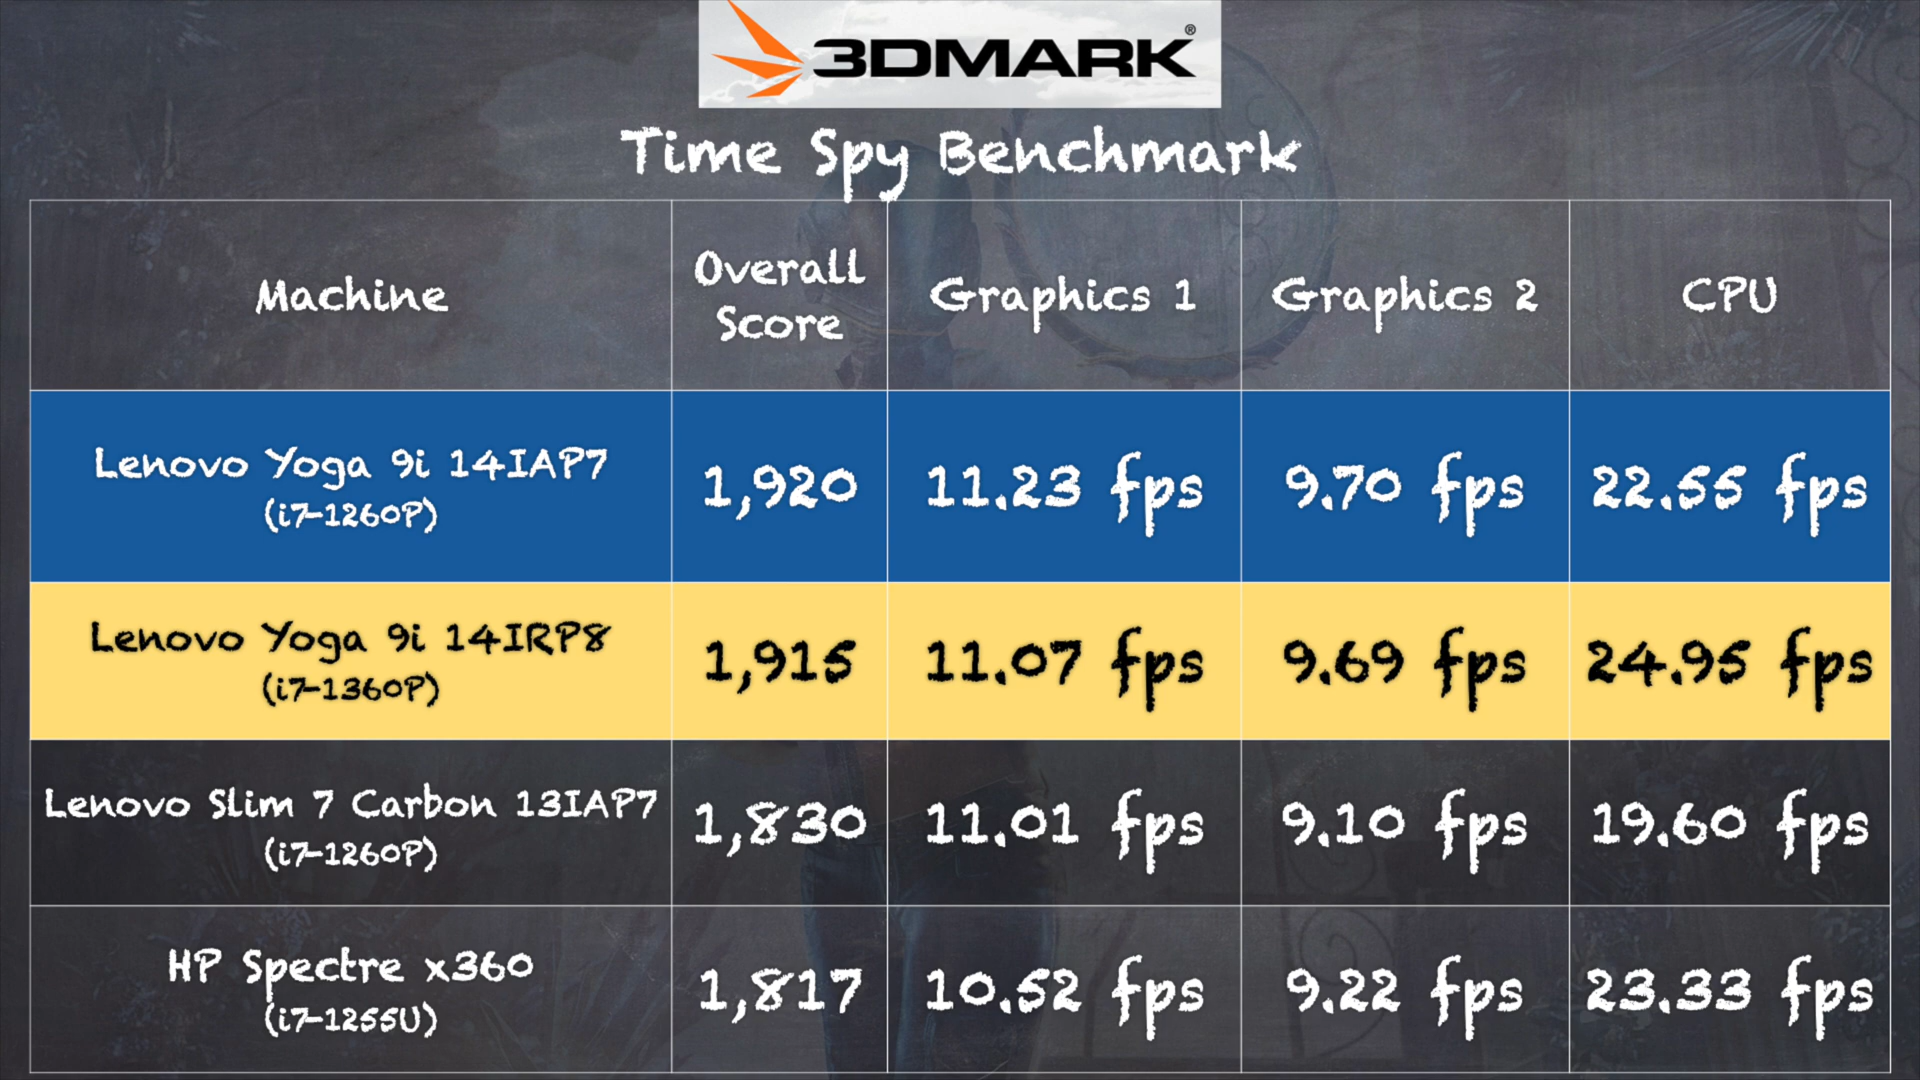 3DMARK®
Time Spy Benchmark
Machine
Overall
Score
Graphics 1
Graphics 2
CPU
Lenovo Yoga 9i 14IAP7
(i7-1260P)
1,920
11.23 fps
9.70 fps
22.55 fps
Lenovo Yoga 9i 14IRP8
(i7-1360P)
1,915
11.07 fps
9.69 fps
24.95 fps
Lenovo Slim 7 Carbon 13IAP7
(i7-1260P)
1,830
11.01 fps
9.10 fps
19.60 fps
HP Spectre x360
(i7-1255U)
1,817
10.52 fps
9.22 fps
23.33 fps